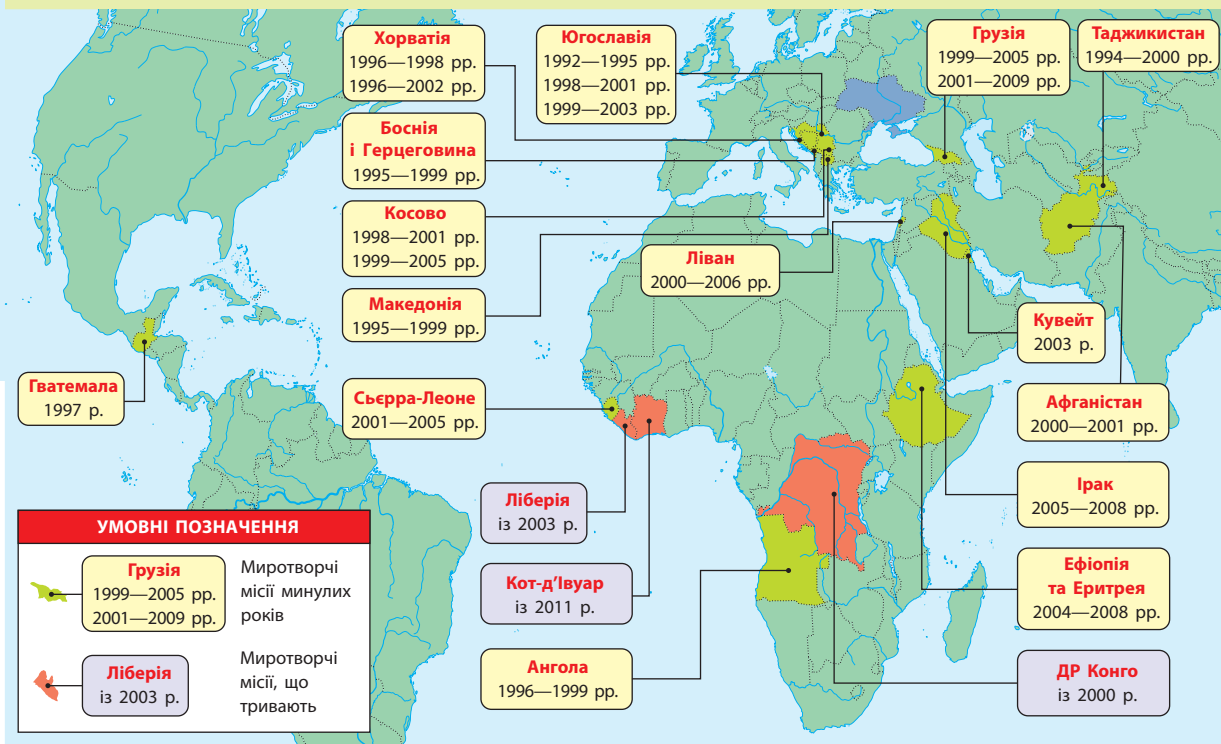 Хорватія
1996—1998 рр.
1996—2002 рр.
Югославія
1992—1995 рр.
1998—2001 рр.
1999—2003 рр.
Грузія
1999—2005 рр.
2001—2009 рр.
Таджикистан
1994—2000 рр.
Боснія
і Герцеговина
1995—1999 рр.
Косово
1998—2001 рр.
1999—2005 рр.
Ліван
2000—2006 рр.
Македонія
1995—1999 рр.
Кувейт
2003 р.
Гватемала
1997 р.
Сьєрра-Леоне
2001—2005 рр.
Афганістан
2000—2001 рр.
Ірак
2005—2008 рр.
Ліберія
із 2003 р.
Кот-д'Івуар
із 2011 р.
Ефіопія
та Еритрея
2004—2008 рр.
Ангола
1996—1999 рр.
ДР Конго
із 2000 р.
УМОВНІ ПОЗНАЧЕННЯ
Грузія
1999—2005 рр.
2001—2009 рр.
Миротворчі
місії минулих
років
Ліберія
із 2003 р.
Миротворчі
місії, що
тривають